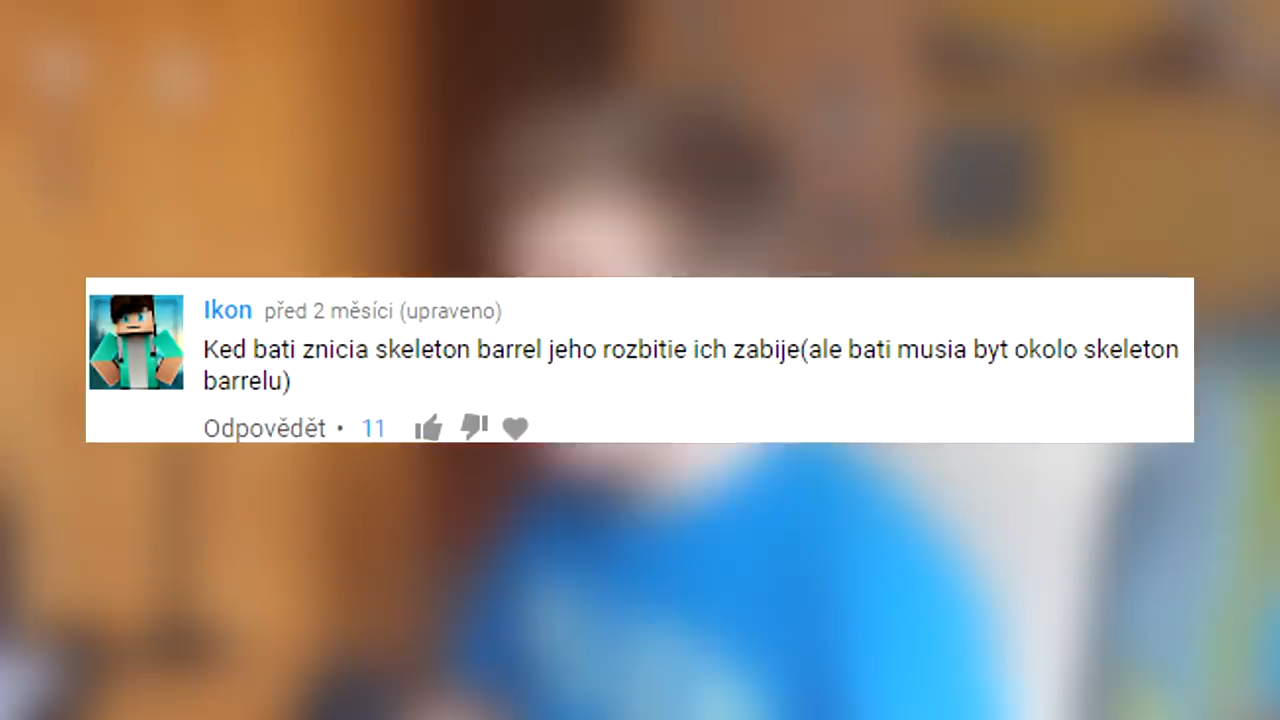 Ikon před 2 měsíci (upraveno)
Ked bati znicia skeleton barrel jeho rozbitie ich zabije(ale bati musia byt okolo skeleton
barrelu)
Odpovědět • 11